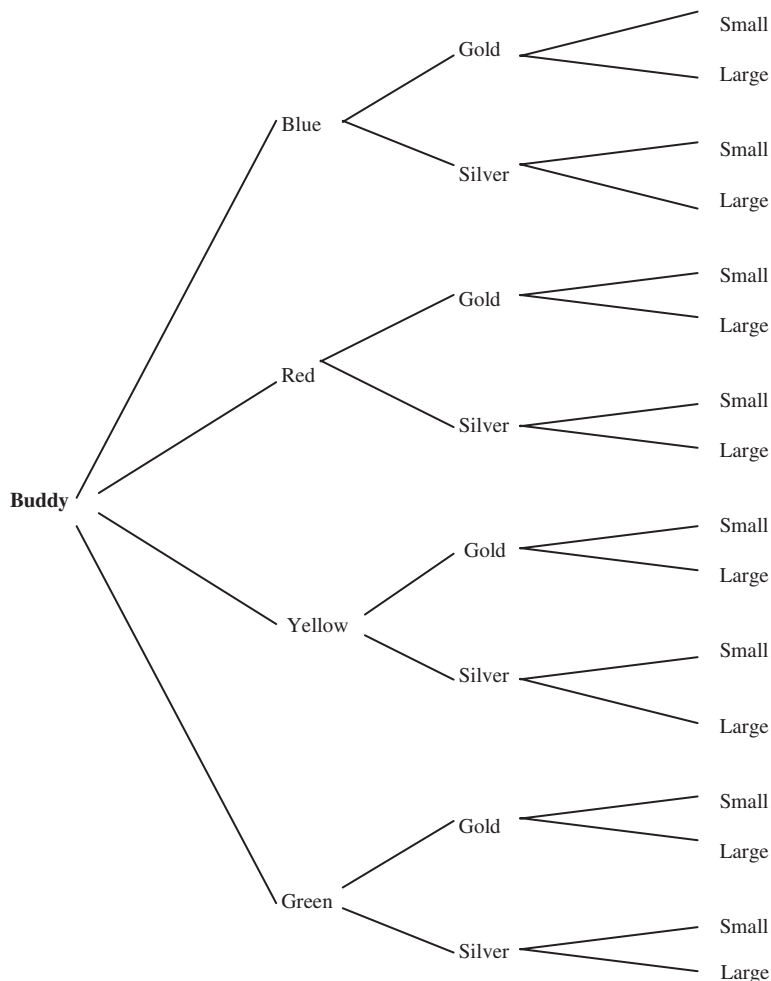 Small
Gold
Large
Blue
Small
Silver
Large
Small
Gold
Large
Red
Small
Silver
Large
Buddy
Small
Gold
Large
Yellow
Small
Silver
Large
Small
Gold
Large
Green
Small
Silver
Large